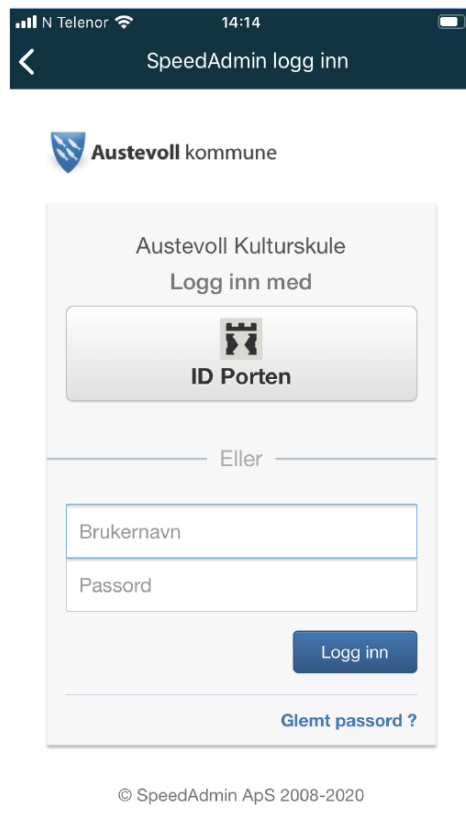 N Telenor 14:14
SpeedAdmin logg inn
Austevoll kommune
Austevoll Kulturskule
Logg inn med
ID Porten
Eller
Brukernavn
Passord
Logg inn
Glemt passord ?
© SpeedAdmin ApS 2008-2020